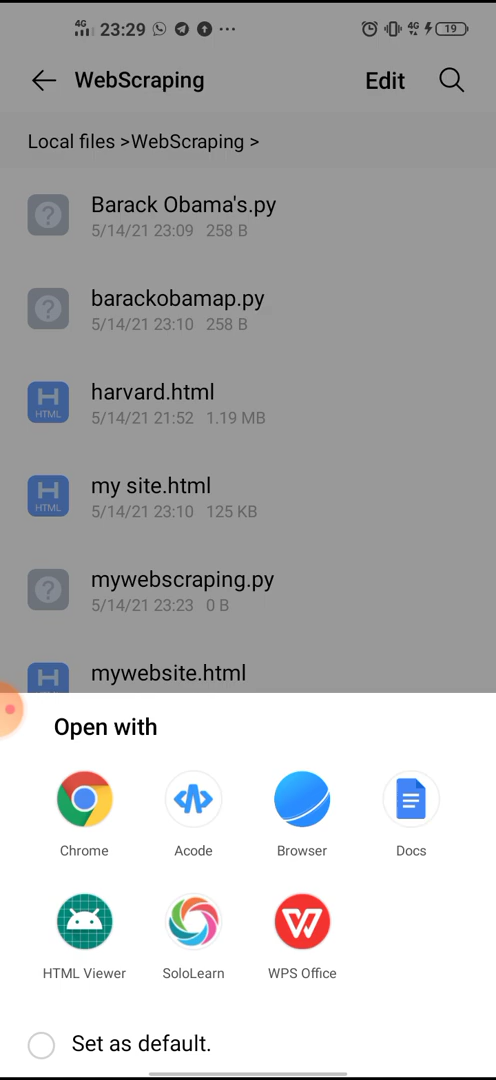 4G 23:29 ... 4G 19
WebScraping Edit
Local files >WebScraping >
Barack Obama's.py
5/14/21 23:09 258 B
barackobamap.py
5/14/21 23:10 258 B
H HTML harvard.html
5/14/21 21:52 1.19 MB
H HTML my site.html
5/14/21 23:10 125 KB
mywebscraping.py
5/14/21 23:23 0 B
H mywebsite.html
Open with
Chrome Acode Browser Docs
HTML Viewer SoloLearn WPS Office
Set as default.